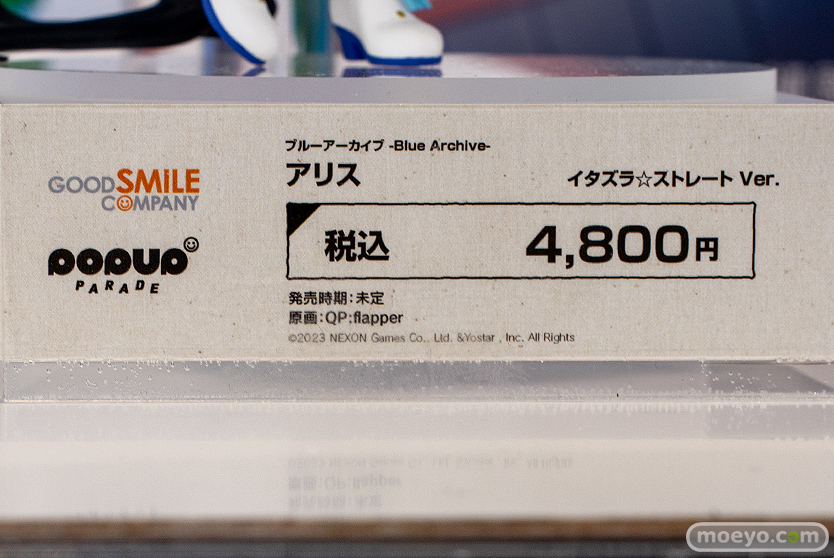 GOODSMILE
COMPANY
POPUP
PARADE
ブルーアーカイブ -Blue Archive-
アリス
イタズラ☆ストレート Ver.
税込 4,800円
発売時期:未定
原画:QP:flapper
©2023 NEXON Games Co., Ltd. &Yostar , Inc. All Rights
moeyo.com